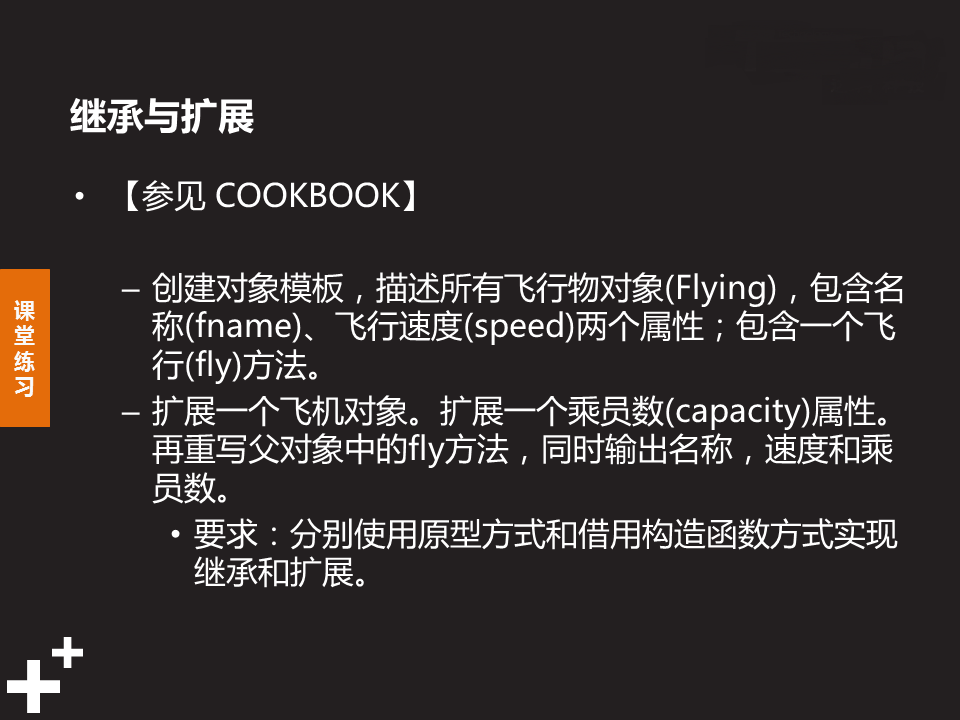 继承与扩展
• 【参见 COOKBOOK】
– 创建对象模板，描述所有飞行物对象(Flying)，包含名
称(fname)、飞行速度(speed)两个属性；包含一个飞
行(fly)方法。
– 扩展一个飞机对象。扩展一个乘员数(capacity)属性。
再重写父对象中的fly方法，同时输出名称，速度和乘
员数。
• 要求：分别使用原型方式和借用构造函数方式实现
继承和扩展。
课
堂
练
习